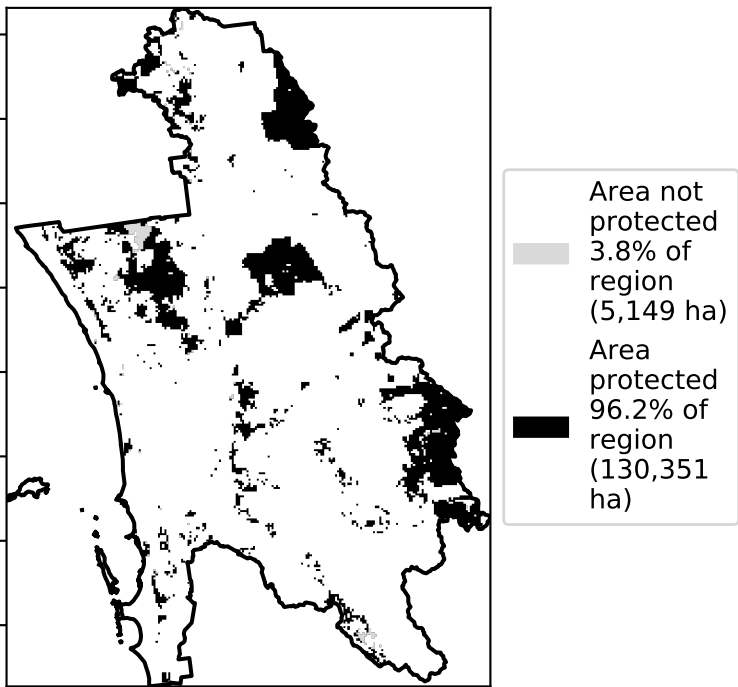 Area not
protected
3.8% of
region
(5,149 ha)
Area
protected
96.2% of
region
(130,351
ha)